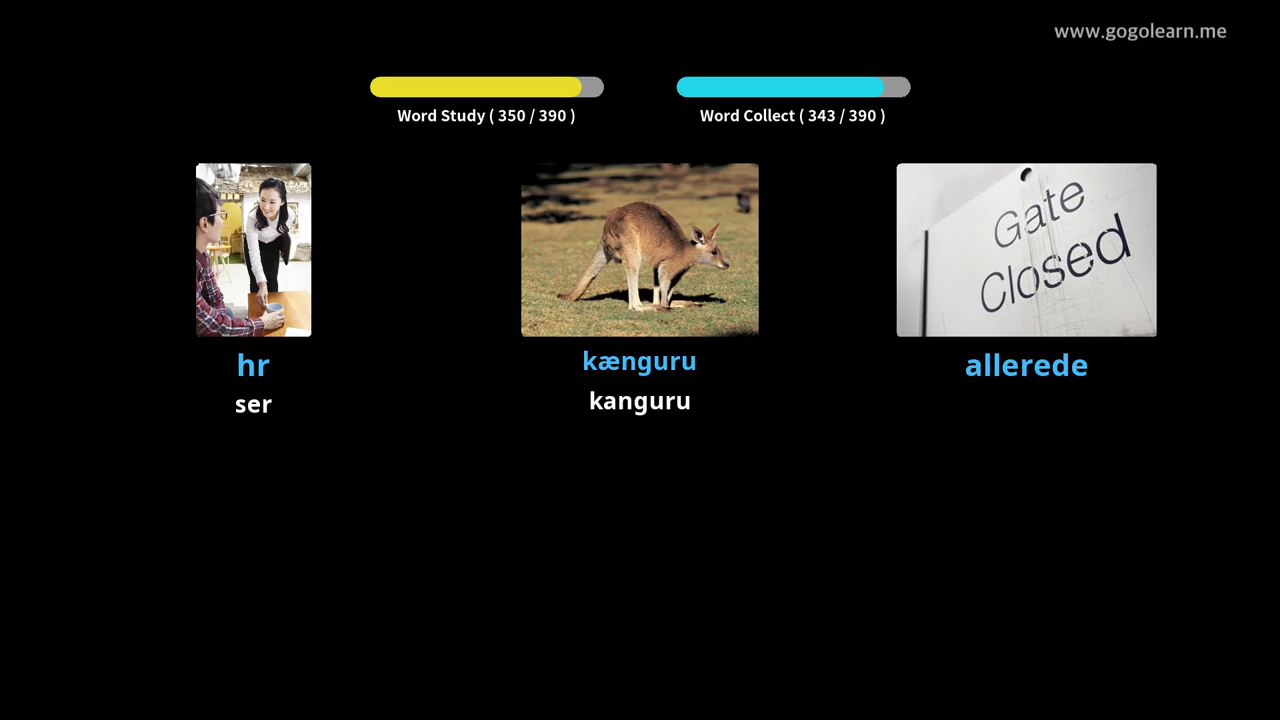 www.gogolearn.me
Word Study ( 350 / 390 )
Word Collect ( 343 / 390 )
Gate
Closed
hr
ser
kænguru
kanguru
allerede